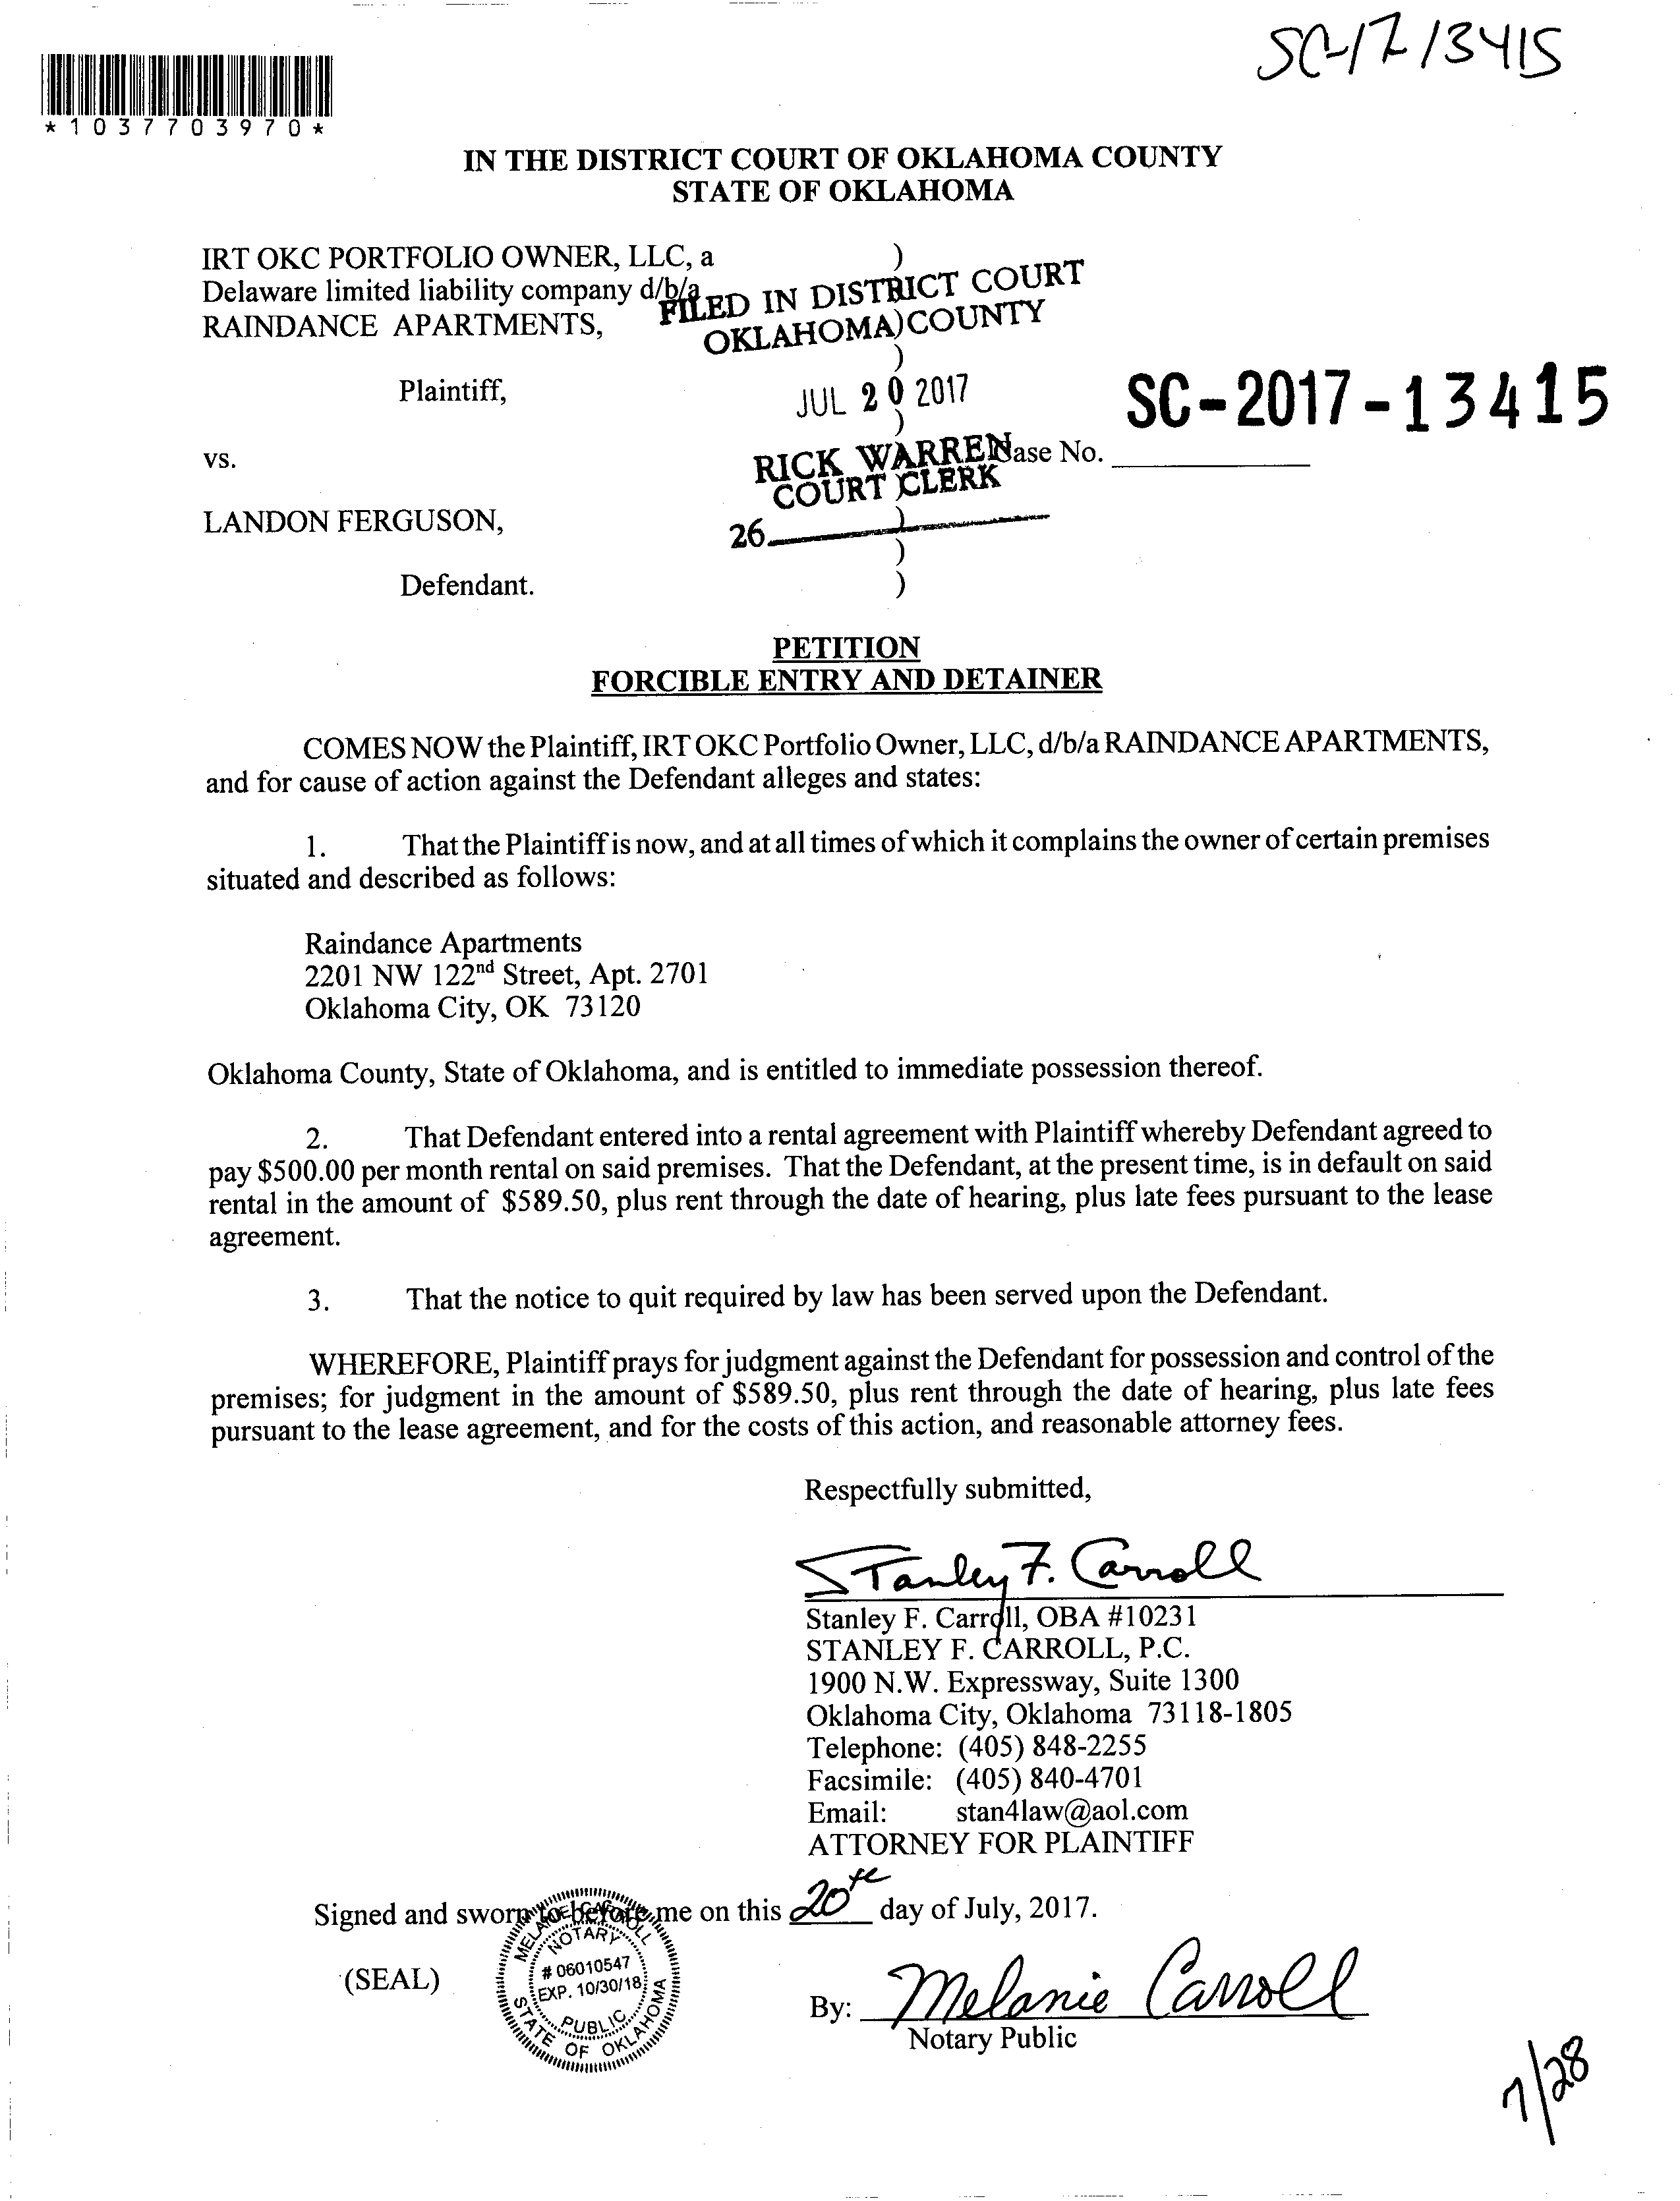 SC-17 13415
*1037703970*
IN THE DISTRICT COURT OF OKLAHOMA COUNTY
STATE OF OKLAHOMA
IRT OKC PORTFOLIO OWNER, LLC, a )
Delaware limited liability company d/b/a
RAINDANCE APARTMENTS,
FILED IN DISTRICT COURT
OKLAHOMA COUNTY
)
Plaintiff,
JUL 20 2017
SC-2017-13415
)
vs.
RICK WARREN
COURT CLERK
Case No.
LANDON FERGUSON,
26
)
)
Defendant. )
PETITION
FORCIBLE ENTRY AND DETAINER
COMES NOW the Plaintiff, IRT OKC Portfolio Owner, LLC, d/b/a RAINDANCE APARTMENTS,
and for cause of action against the Defendant alleges and states:
1. That the Plaintiff is now, and at all times of which it complains the owner of certain premises
situated and described as follows:
Raindance Apartments
2201 NW 122nd Street, Apt. 2701
Oklahoma City, OK 73120
Oklahoma County, State of Oklahoma, and is entitled to immediate possession thereof.
2. That Defendant entered into a rental agreement with Plaintiff whereby Defendant agreed to
pay $500.00 per month rental on said premises. That the Defendant, at the present time, is in default on said
rental in the amount of $589.50, plus rent through the date of hearing, plus late fees pursuant to the lease
agreement.
3. That the notice to quit required by law has been served upon the Defendant.
WHEREFORE, Plaintiff prays for judgment against the Defendant for possession and control of the
premises; for judgment in the amount of $589.50, plus rent through the date of hearing, plus late fees
pursuant to the lease agreement, and for the costs of this action, and reasonable attorney fees.
Respectfully submitted,
Stanley F. Carroll
Stanley F. Carroll, OBA #10231
STANLEY F. CARROLL, P.C.
1900 N.W. Expressway, Suite 1300
Oklahoma City, Oklahoma 73118-1805
Telephone: (405) 848-2255
Facsimile: (405) 840-4701
Email: stan4law@aol.com
ATTORNEY FOR PLAINTIFF
Signed and sworn to before me on this 20th day of July, 2017.
(SEAL)
MELANIE CARROLL
NOTARY
# 06010547
EXP. 10/30/18
PUBLIC
STATE OF OKLAHOMA
By: Melanie Carroll
Notary Public
7/28